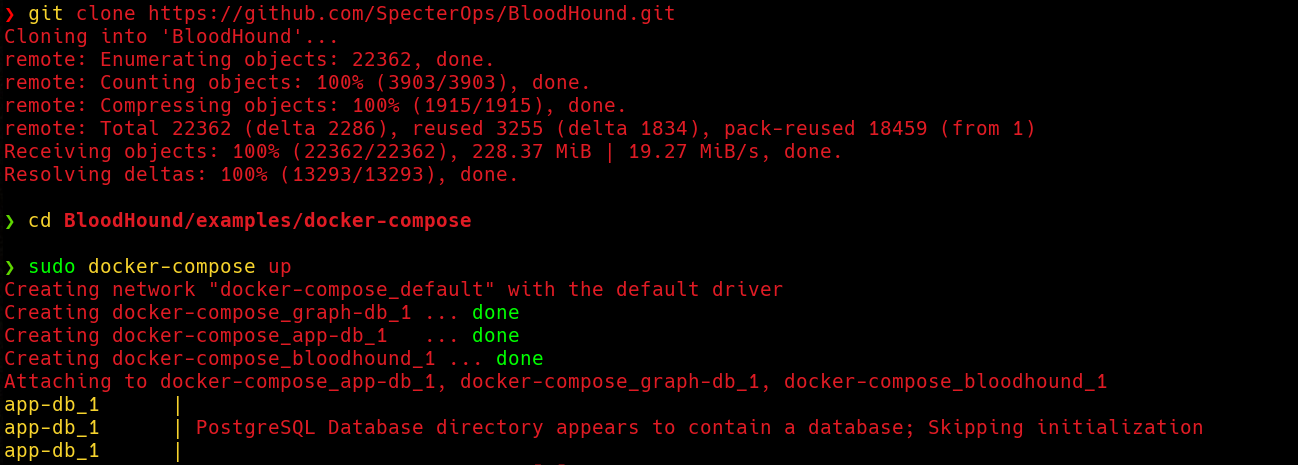 ❯ git clone https://github.com/SpecterOps/BloodHound.git
Cloning into 'BloodHound'...
remote: Enumerating objects: 22362, done.
remote: Counting objects: 100% (3903/3903), done.
remote: Compressing objects: 100% (1915/1915), done.
remote: Total 22362 (delta 2286), reused 3255 (delta 1834), pack-reused 18459 (from 1)
Receiving objects: 100% (22362/22362), 228.37 MiB | 19.27 MiB/s, done.
Resolving deltas: 100% (13293/13293), done.
❯ cd BloodHound/examples/docker-compose
❯ sudo docker-compose up
Creating network "docker-compose_default" with the default driver
Creating docker-compose_graph-db_1 ... done
Creating docker-compose_app-db_1   ... done
Creating docker-compose_bloodhound_1 ... done
Attaching to docker-compose_app-db_1, docker-compose_graph-db_1, docker-compose_bloodhound_1
app-db_1      |
app-db_1      | PostgreSQL Database directory appears to contain a database; Skipping initialization
app-db_1      |